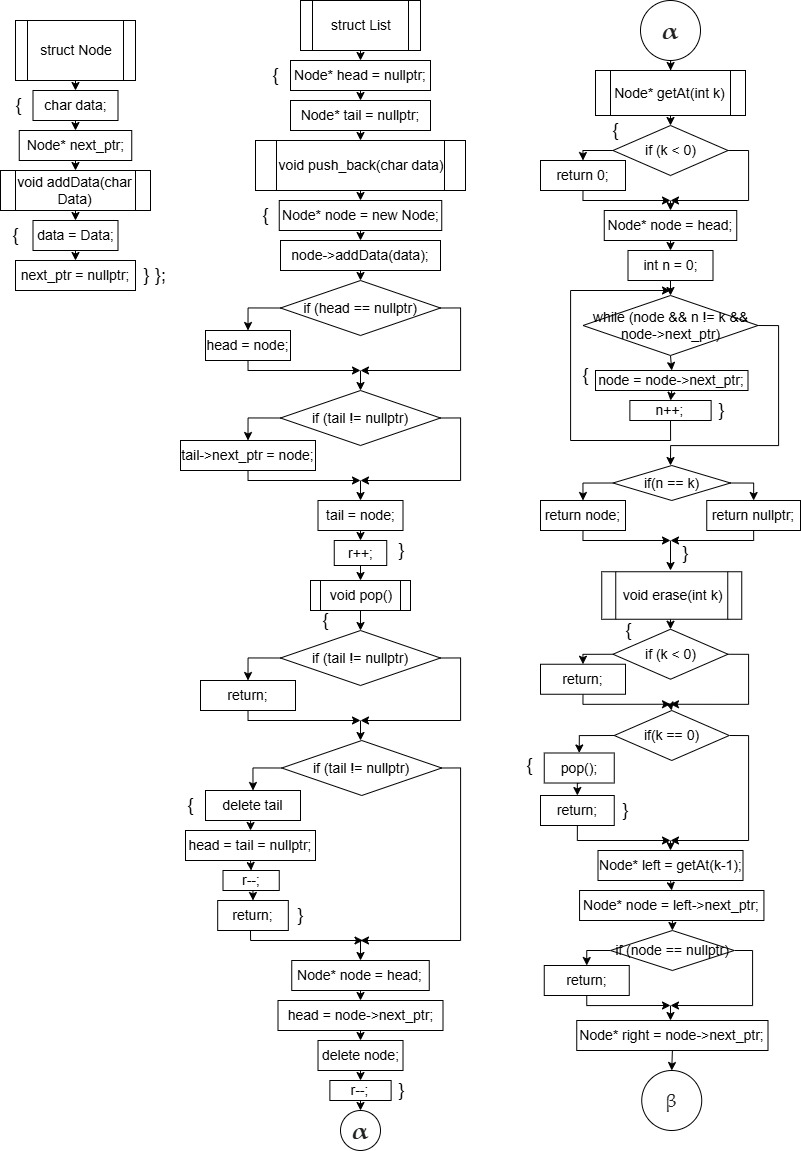 struct Node
{
char data;
Node* next_ptr;
void addData(char
Data)
{
data = Data;
next_ptr = nullptr;
} };
struct List
{
Node* head = nullptr;
Node* tail = nullptr;
void push_back(char data)
{
Node* node = new Node;
node->addData(data);
if (head == nullptr)
head = node;
if (tail != nullptr)
tail->next_ptr = node;
tail = node;
r++;
}
void pop()
{
if (tail != nullptr)
return;
if (tail != nullptr)
{
delete tail
head = tail = nullptr;
r--;
return;
}
Node* node = head;
head = node->next_ptr;
delete node;
r--;
}
α
α
Node* getAt(int k)
{
if (k < 0)
return 0;
Node* node = head;
int n = 0;
while (node && n != k &&
node->next_ptr)
{
node = node->next_ptr;
n++;
}
if(n == k)
return node;
return nullptr;
}
void erase(int k)
{
if (k < 0)
return;
if(k == 0)
{
pop();
return;
}
Node* left = getAt(k-1);
Node* node = left->next_ptr;
if (node == nullptr)
return;
Node* right = node->next_ptr;
β